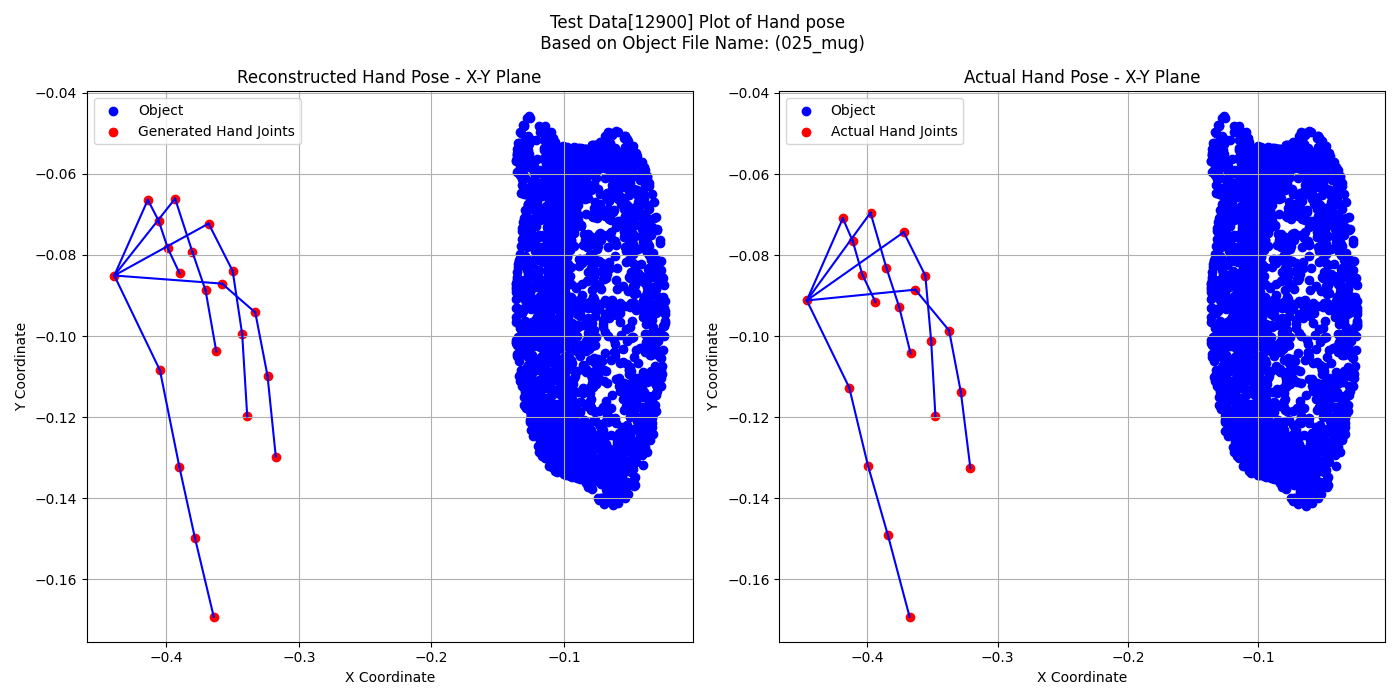 Test Data[12900] Plot of Hand pose
Based on Object File Name: (025_mug)
Reconstructed Hand Pose - X-Y Plane
Object
Generated Hand Joints
Y Coordinate
−0.04
−0.06
−0.08
−0.10
−0.12
−0.14
−0.16
−0.4
−0.3
−0.2
−0.1
X Coordinate
Actual Hand Pose - X-Y Plane
Object
Actual Hand Joints
Y Coordinate
−0.04
−0.06
−0.08
−0.10
−0.12
−0.14
−0.16
−0.4
−0.3
−0.2
−0.1
X Coordinate